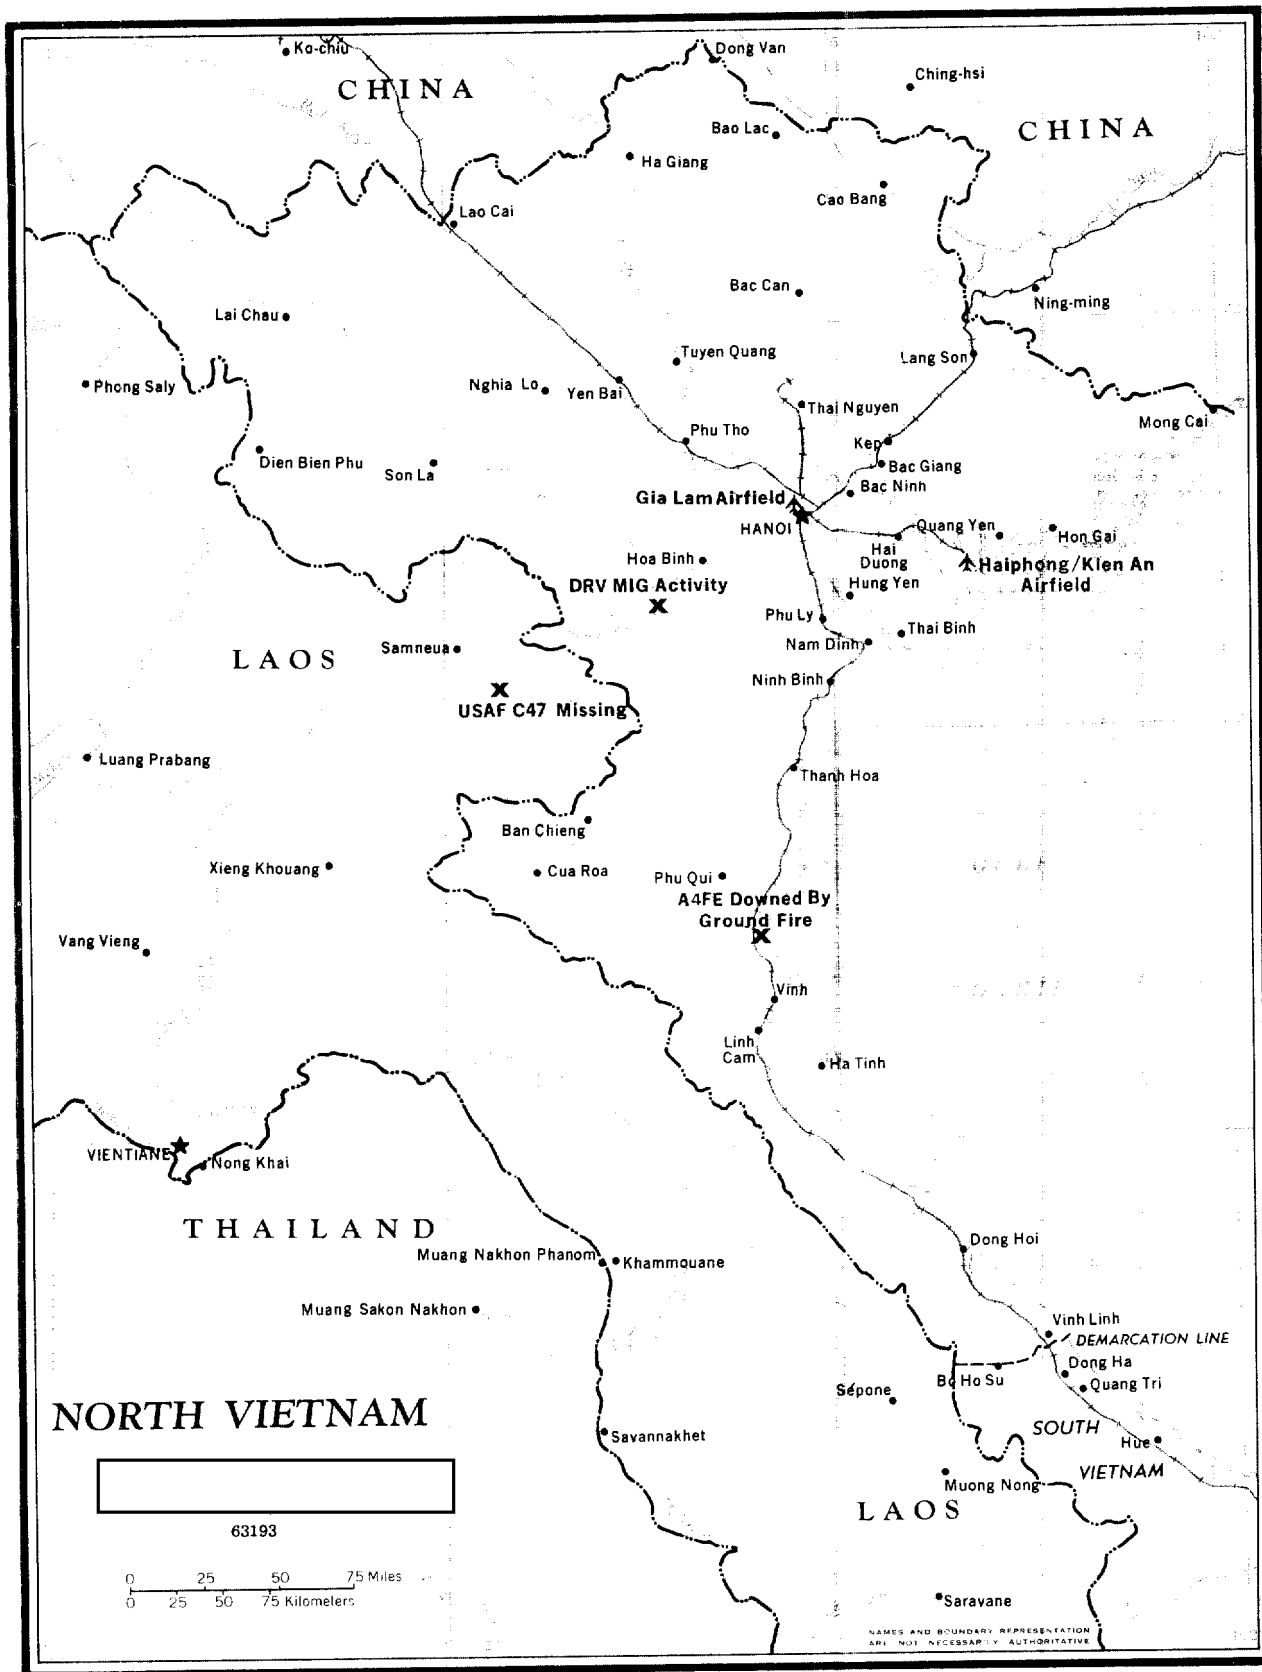 Ko-chiu
Dong Van
CHINA
Ching-hsi
CHINA
Bao Lac
Ha Giang
Cao Bang
Lao Cai
Bac Can
Ning-ming
Lai Chau
Tuyen Quang
Lang Son
Phong Saly
Nghia Lo
Yen Bai
Thai Nguyen
Mong Cai
Phu Tho
Kep
Dien Bien Phu
Son La
Bac Giang
Bac Ninh
Gia Lam Airfield
HANOI
Quang Yen
Hon Gai
Hai
Duong
Hoa Binh
Haiphong/Kien An
Airfield
DRV MIG Activity
X
Hung Yen
Phu Ly
Thai Binh
Nam Dinh
Samneua
LAOS
Ninh Binh
X
USAF C47 Missing
Luang Prabang
Thanh Hoa
Ban Chieng
Xieng Khouang
Cua Roa
Phu Qui
A4FE Downed By
Ground Fire
X
Vang Vieng
Vinh
Linh
Cam
Ha Tinh
VIENTIANE
Nong Khai
THAILAND
Dong Hoi
Muang Nakhon Phanom
Khammouane
Muang Sakon Nakhon
Vinh Linh
DEMARCATION LINE
Dong Ha
Bo Ho Su
Quang Tri
Sépone
NORTH VIETNAM
SOUTH
VIETNAM
Savannakhet
Hue
Muong Nong
LAOS
63193
0 25 50 75 Miles
0 25 50 75 Kilometers
Saravane
NAMES AND BOUNDARY REPRESENTATION
ARE NOT NECESSARILY AUTHORITATIVE